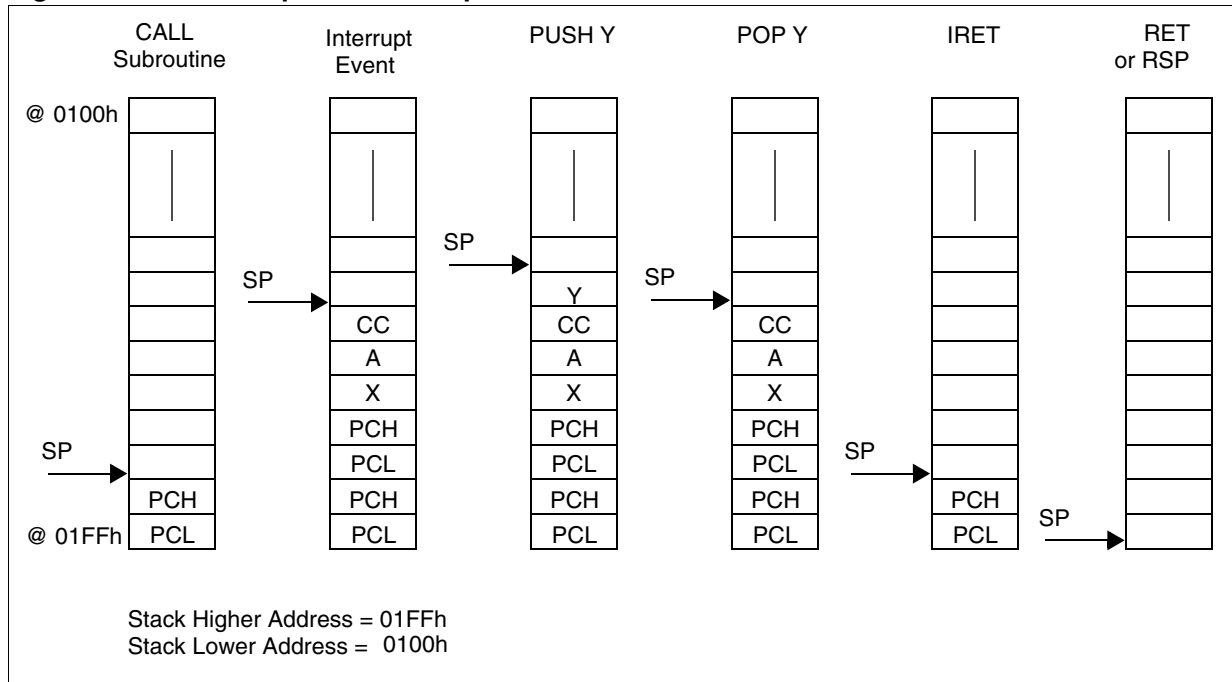 CALL
Subroutine
Interrupt
Event
PUSH Y
POP Y
IRET
RET
or RSP
@ 0100h
SP
SP
SP
Y
CC
CC
CC
A
A
A
X
X
X
PCH
PCH
PCH
SP
SP
PCL
PCL
PCL
PCH
PCH
PCH
PCH
PCH
SP
@ 01FFh
PCL
PCL
PCL
PCL
PCL
Stack Higher Address = 01FFh
Stack Lower Address = 0100h